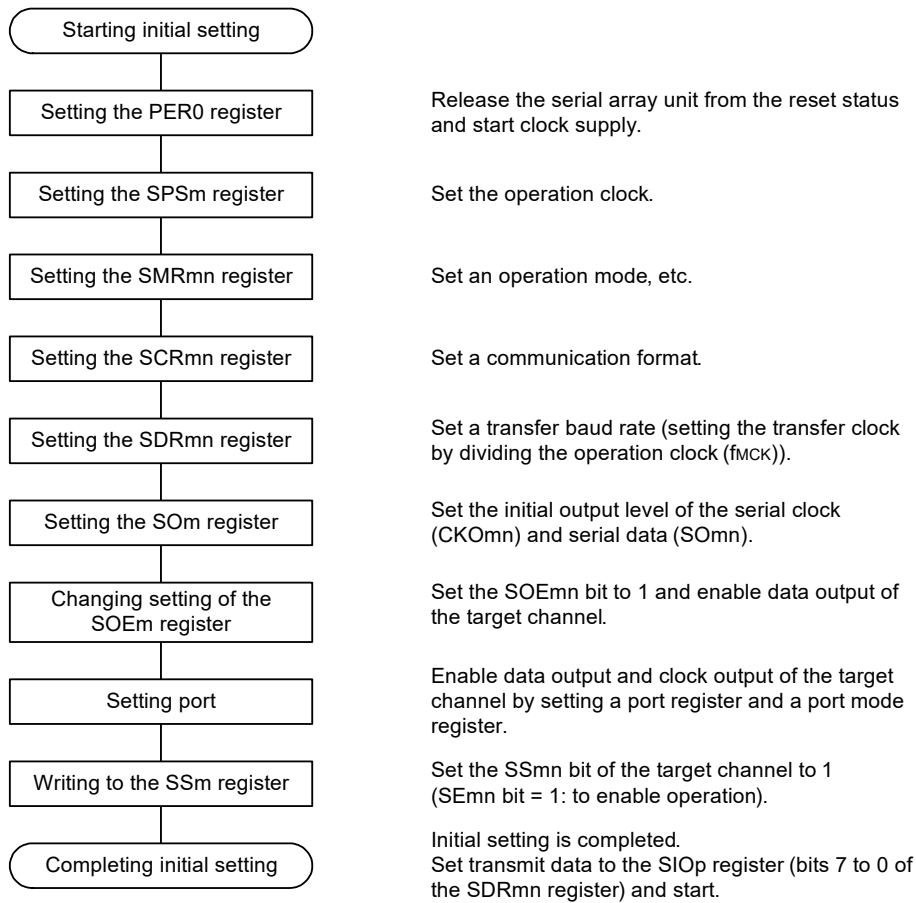 Starting initial setting
Setting the PER0 register
Release the serial array unit from the reset status
and start clock supply.
Setting the SPSm register
Set the operation clock.
Setting the SMRmn register
Set an operation mode, etc.
Setting the SCRmn register
Set a communication format.
Setting the SDRmn register
Set a transfer baud rate (setting the transfer clock
by dividing the operation clock (fMCK)).
Setting the SOm register
Set the initial output level of the serial clock
(CKOmn) and serial data (SOmn).
Changing setting of the
SOEm register
Set the SOEmn bit to 1 and enable data output of
the target channel.
Setting port
Enable data output and clock output of the target
channel by setting a port register and a port mode
register.
Writing to the SSm register
Set the SSmn bit of the target channel to 1
(SEmn bit = 1: to enable operation).
Completing initial setting
Initial setting is completed.
Set transmit data to the SIOp register (bits 7 to 0 of
the SDRmn register) and start.